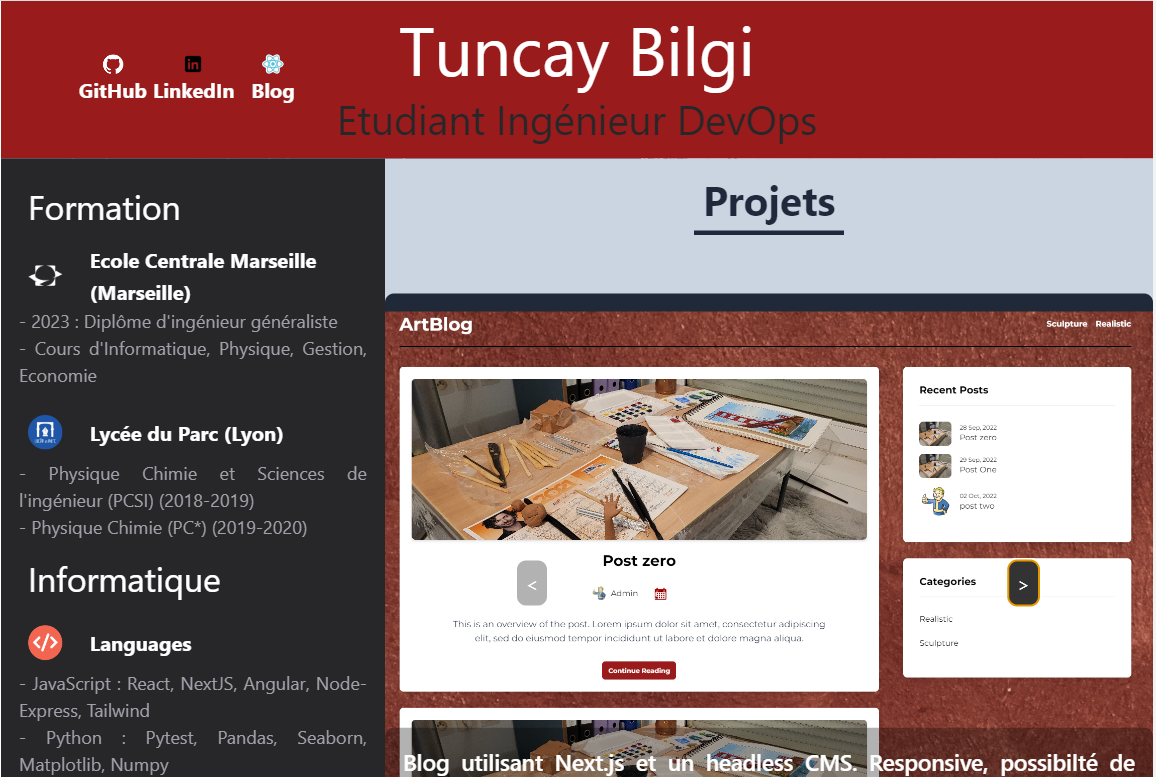 Tuncay Bilgi
Etudiant Ingénieur DevOps
GitHub LinkedIn Blog
Formation
Ecole Centrale Marseille
(Marseille)
- 2023 : Diplôme d'ingénieur généraliste
- Cours d'Informatique, Physique, Gestion,
Economie
Lycée du Parc (Lyon)
- Physique Chimie et Sciences de
l'ingénieur (PCSI) (2018-2019)
- Physique Chimie (PC*) (2019-2020)
Informatique
</>
Languages
- JavaScript : React, NextJS, Angular, Node-
Express, Tailwind
- Python : Pytest, Pandas, Seaborn,
Matplotlib, Numpy
Projets
ArtBlog
Sculpture Realistic
Post zero
Admin
This is an overview of the post. Lorem ipsum dolor sit amet, consectetur adipiscing
elit, sed do eiusmod tempor incididunt ut labore et dolore magna aliqua.
Continue Reading
<
Recent Posts
28 Sep, 2022
Post zero
29 Sep, 2022
Post One
02 Oct, 2022
post two
Categories
>
Realistic
Sculpture
Blog utilisant Next.js et un headless CMS. Responsive, possibilté de